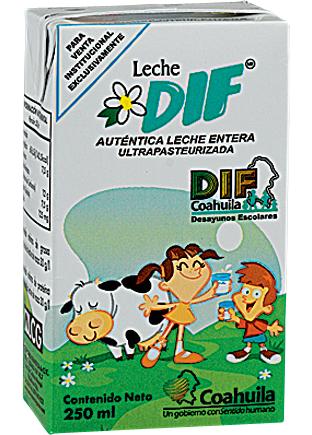 PARA
VENTA
INSTITUCIONAL
EXCLUSIVAMENTE
Leche
DIF
AUTÉNTICA LECHE ENTERA
ULTRAPASTEURIZADA
DIF
Coahuila
Desayunos Escolares
Contenido Neto
250 ml
Coahuila
Un gobierno con Sentido humano